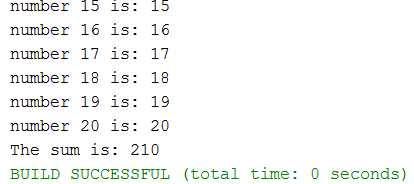 number 15 is: 15
number 16 is: 16
number 17 is: 17
number 18 is: 18
number 19 is: 19
number 20 is: 20
The sum is: 210
BUILD SUCCESSFUL (total time: 0 seconds)